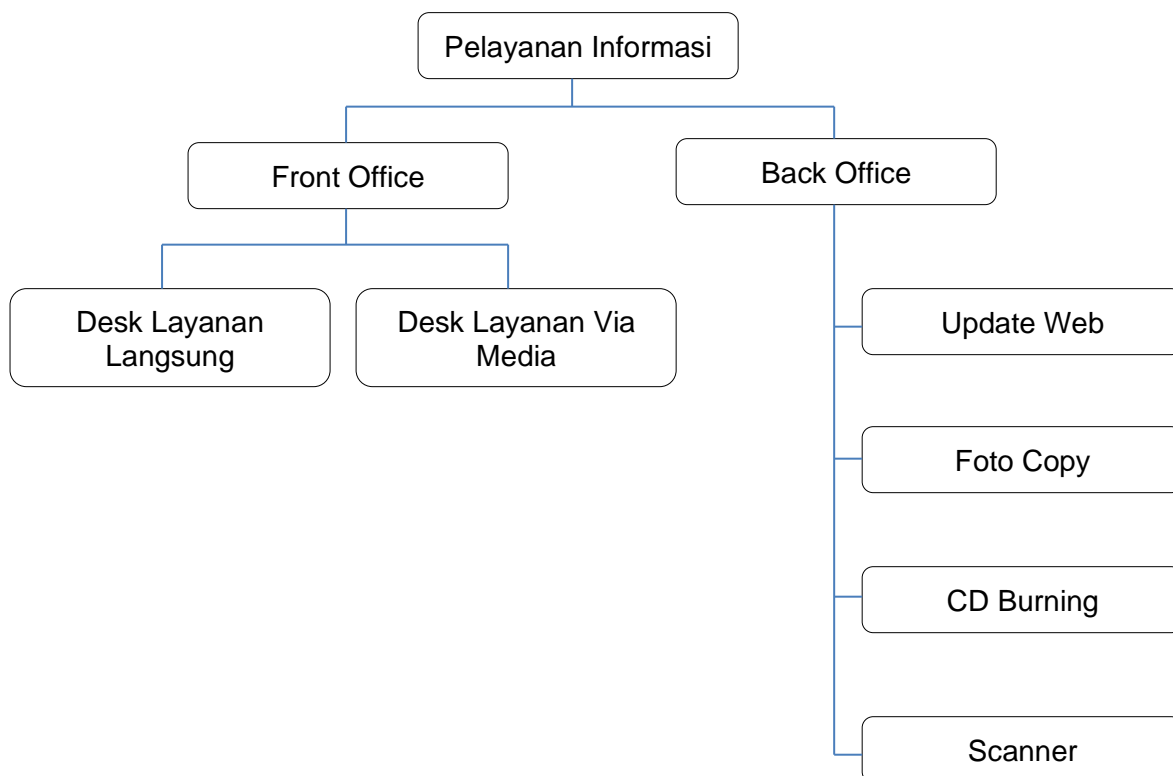 Pelayanan Informasi
Front Office
Back Office
Desk Layanan
Langsung
Desk Layanan Via
Media
Update Web
Foto Copy
CD Burning
Scanner